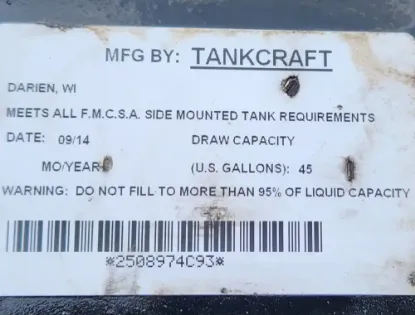 MFG BY: TANKCRAFT
DARIEN, WI
MEETS ALL F.M.C.S.A. SIDE MOUNTED TANK REQUIREMENTS
DATE: 09/14 DRAW CAPACITY
MO/YEAR (U.S. GALLONS): 45
WARNING: DO NOT FILL TO MORE THAN 95% OF LIQUID CAPACITY
*2508974C93*